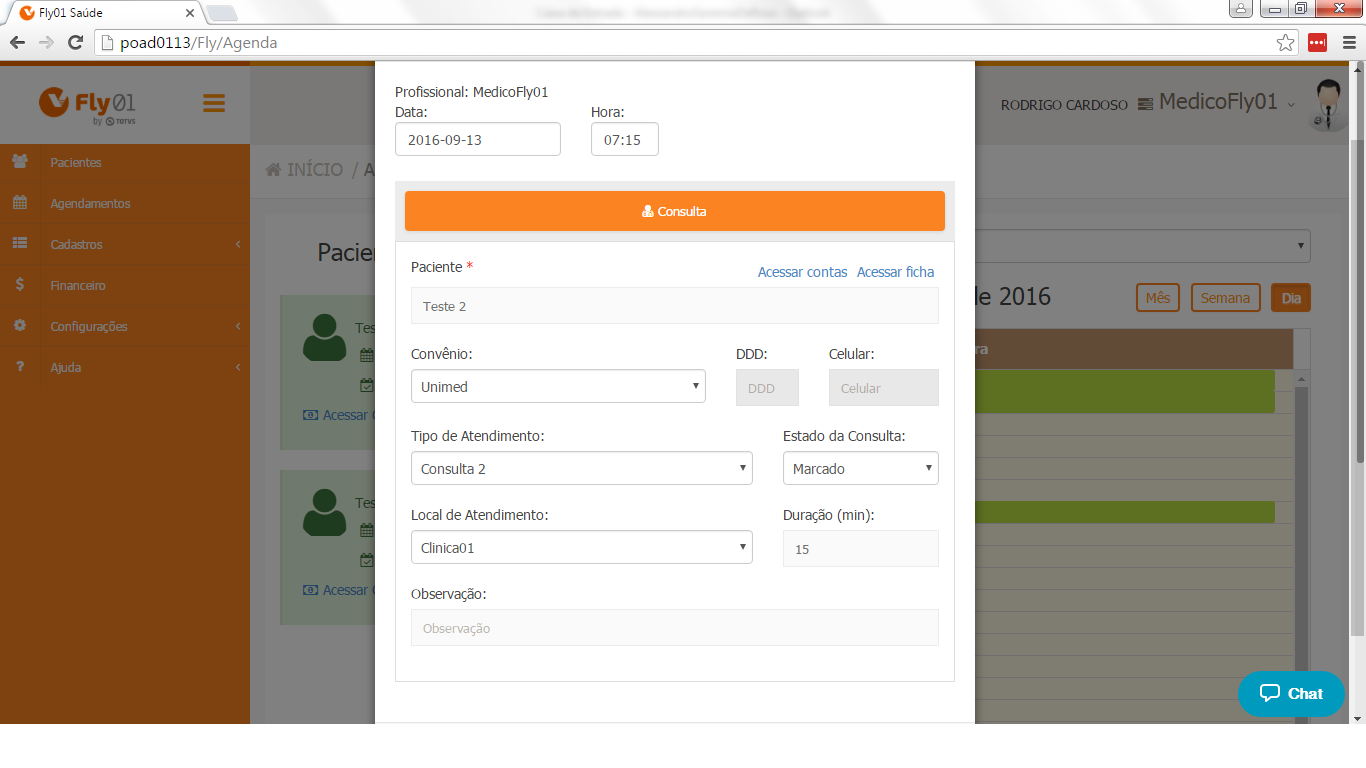 Fly01 Saúde
poad0113/Fly/Agenda
Fly01
by TOTVS
RODRIGO CARDOSO MedicoFly01
Pacientes
Agendamentos
Cadastros
Financeiro
Configurações
Ajuda
INÍCIO / A
Pacie
Tes
Acessar
Tes
Acessar
Profissional: MedicoFly01
Data: Hora:
2016-09-13 07:15
Consulta
Paciente * Acessar contas Acessar ficha
Teste 2
Convênio: DDD: Celular:
Unimed DDD Celular
Tipo de Atendimento: Estado da Consulta:
Consulta 2 Marcado
Local de Atendimento: Duração (min):
Clinica01 15
Observação:
Observação
de 2016 Mês Semana Dia
ra
Chat